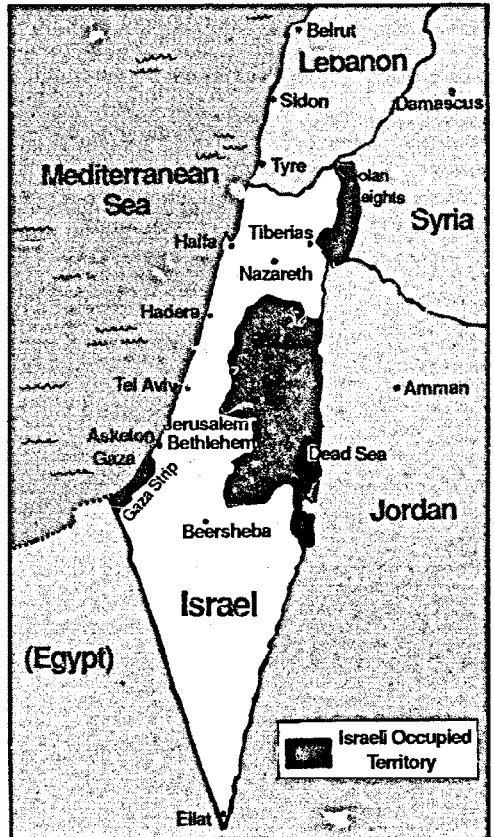 Beirut
Lebanon
Sidon
Damascus
Tyre
Mediterranean
Sea
olan
eights
Syria
Haifa
Tiberias
Nazareth
Hadera
Tel Aviv
Amman
Jerusalem
Askelon
Bethlehem
Gaza
Dead Sea
Gaza Strip
Jordan
Beersheba
Israel
(Egypt)
Israeli Occupied
Territory
Eilat